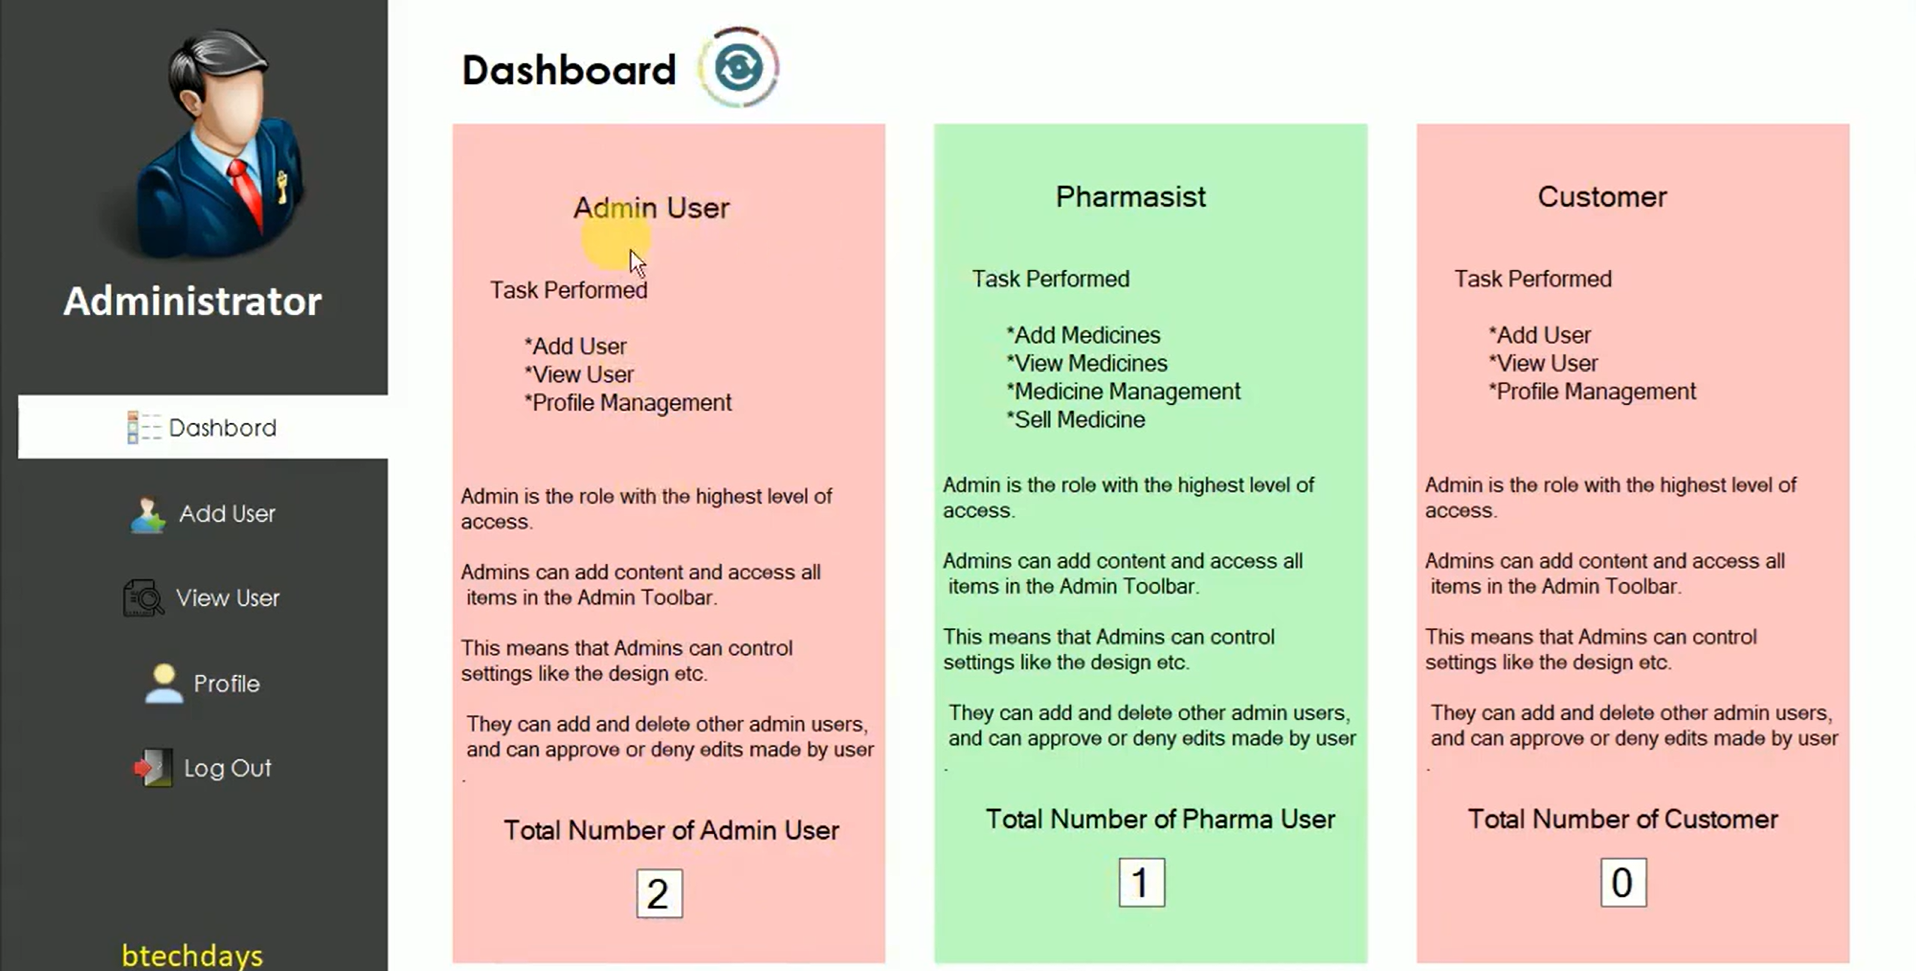 Administrator
Dashbord
Add User
View User
Profile
Log Out
btechdays
Dashboard
Admin User
Task Performed
*Add User
*View User
*Profile Management
Admin is the role with the highest level of
access.
Admins can add content and access all
items in the Admin Toolbar.
This means that Admins can control
settings like the design etc.
They can add and delete other admin users,
and can approve or deny edits made by user
.
Total Number of Admin User
2
Pharmasist
Task Performed
*Add Medicines
*View Medicines
*Medicine Management
*Sell Medicine
Admin is the role with the highest level of
access.
Admins can add content and access all
items in the Admin Toolbar.
This means that Admins can control
settings like the design etc.
They can add and delete other admin users,
and can approve or deny edits made by user
.
Total Number of Pharma User
1
Customer
Task Performed
*Add User
*View User
*Profile Management
Admin is the role with the highest level of
access.
Admins can add content and access all
items in the Admin Toolbar.
This means that Admins can control
settings like the design etc.
They can add and delete other admin users,
and can approve or deny edits made by user
.
Total Number of Customer
0